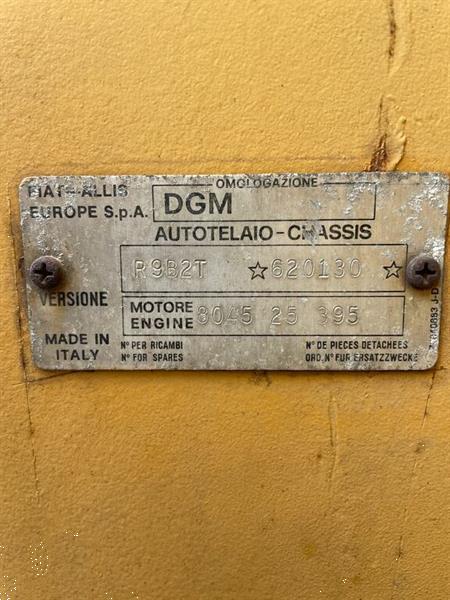 FIAT-ALLIS
EUROPE S.p.A.
OMOLOGAZIONE
DGM
AUTOTELAIO-CHASSIS
R9B2T ☆620130☆
VERSIONE
MOTORE
ENGINE
8045 25 395
MADE IN
ITALY
N° PER RICAMBI
N° FOR SPARES
N° DE PIECES DETACHEES
ORD. N° FÜR ERSATZZWECKE